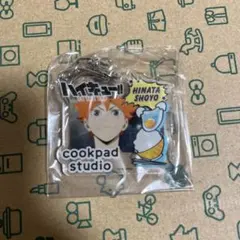 ハイキュー!!
HINATA
SHOYO
cookpad
studio